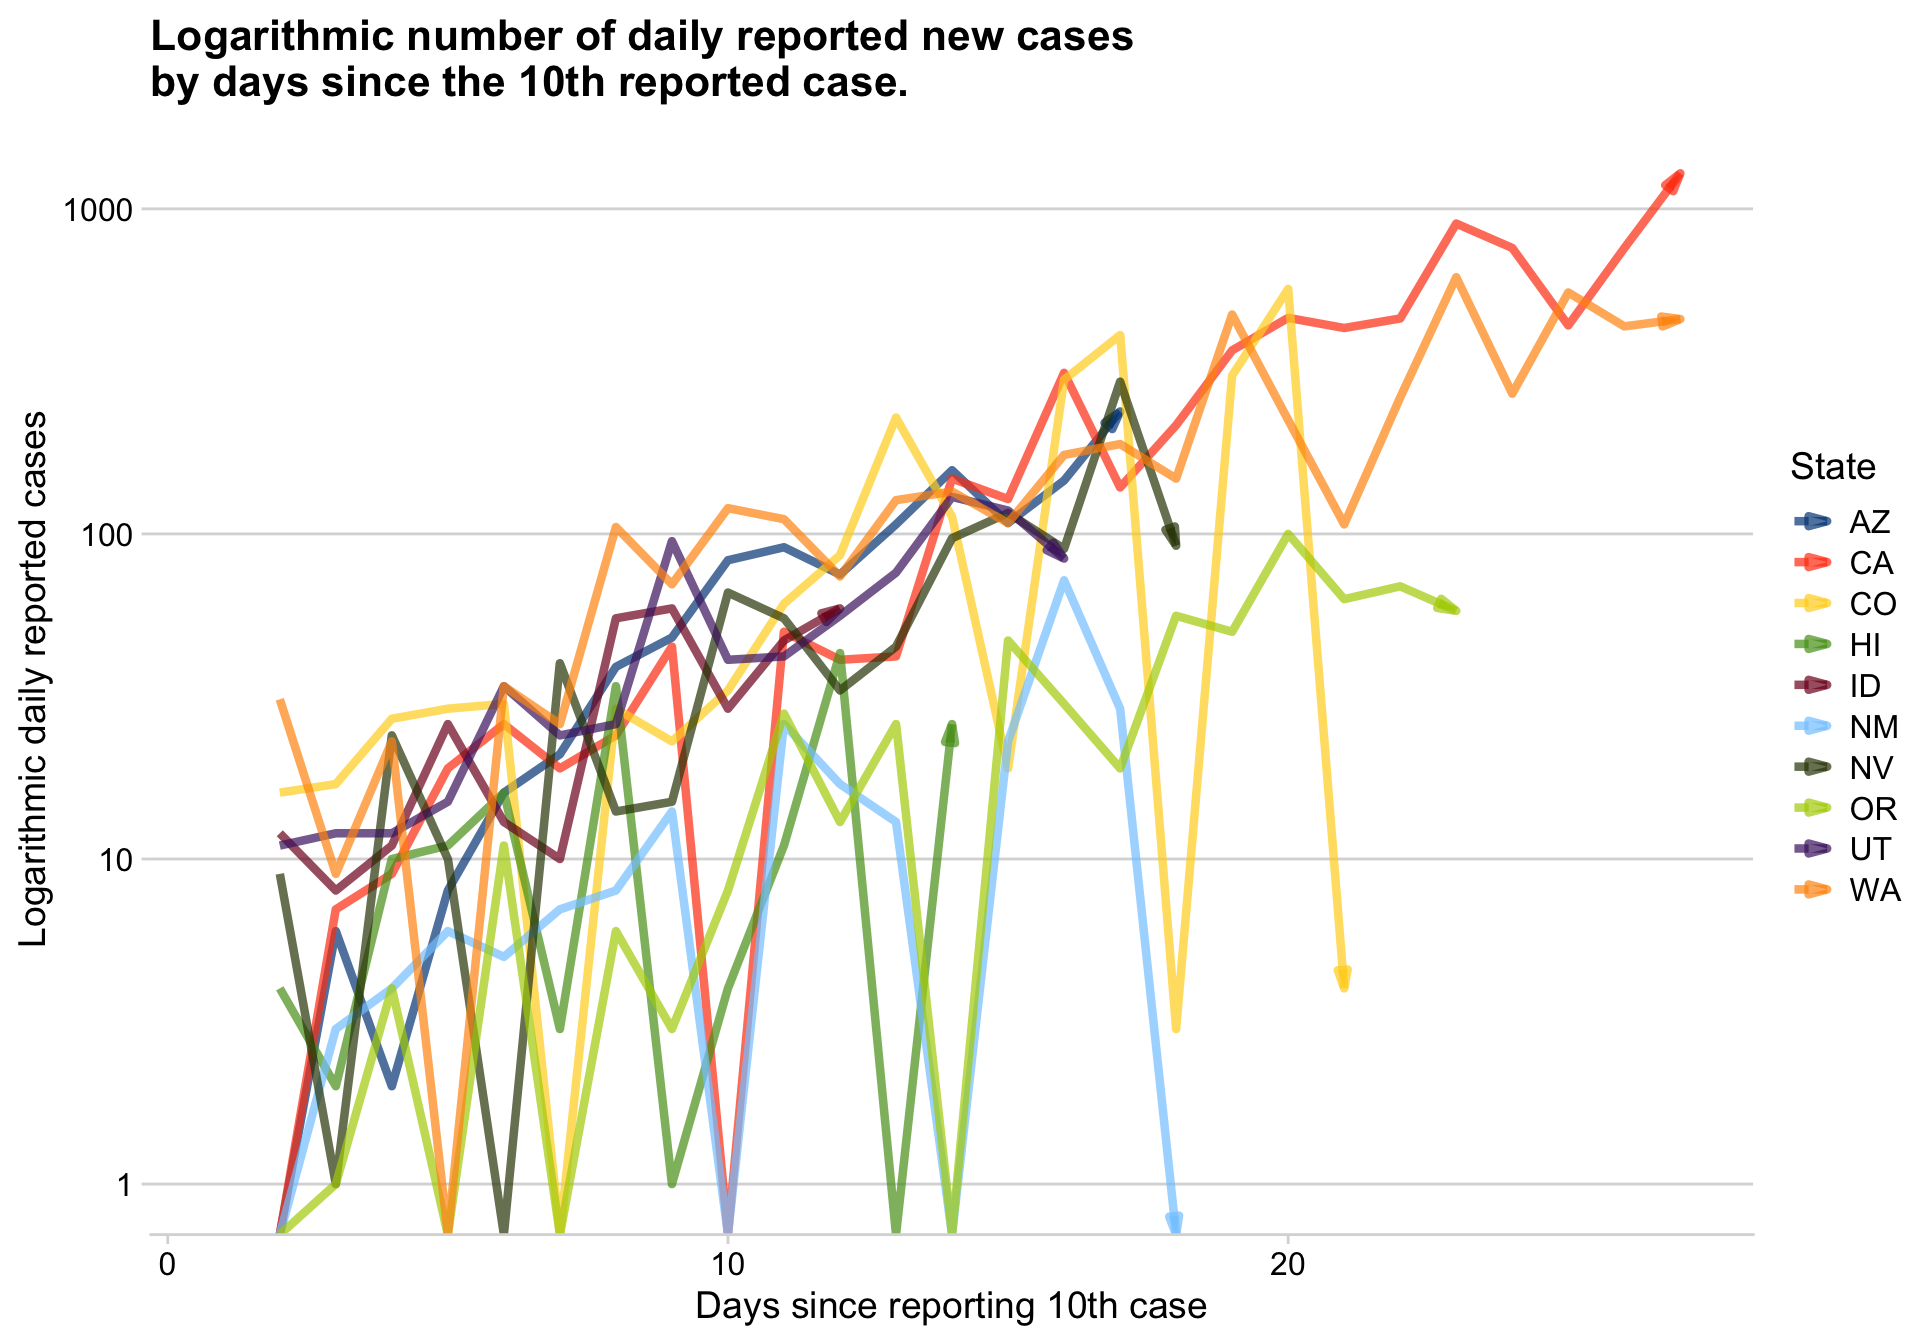 Logarithmic number of daily reported new cases
by days since the 10th reported case.
Logarithmic daily reported cases
1000
100
10
1
0
10
20
Days since reporting 10th case
State
AZ
CA
CO
HI
ID
NM
NV
OR
UT
WA